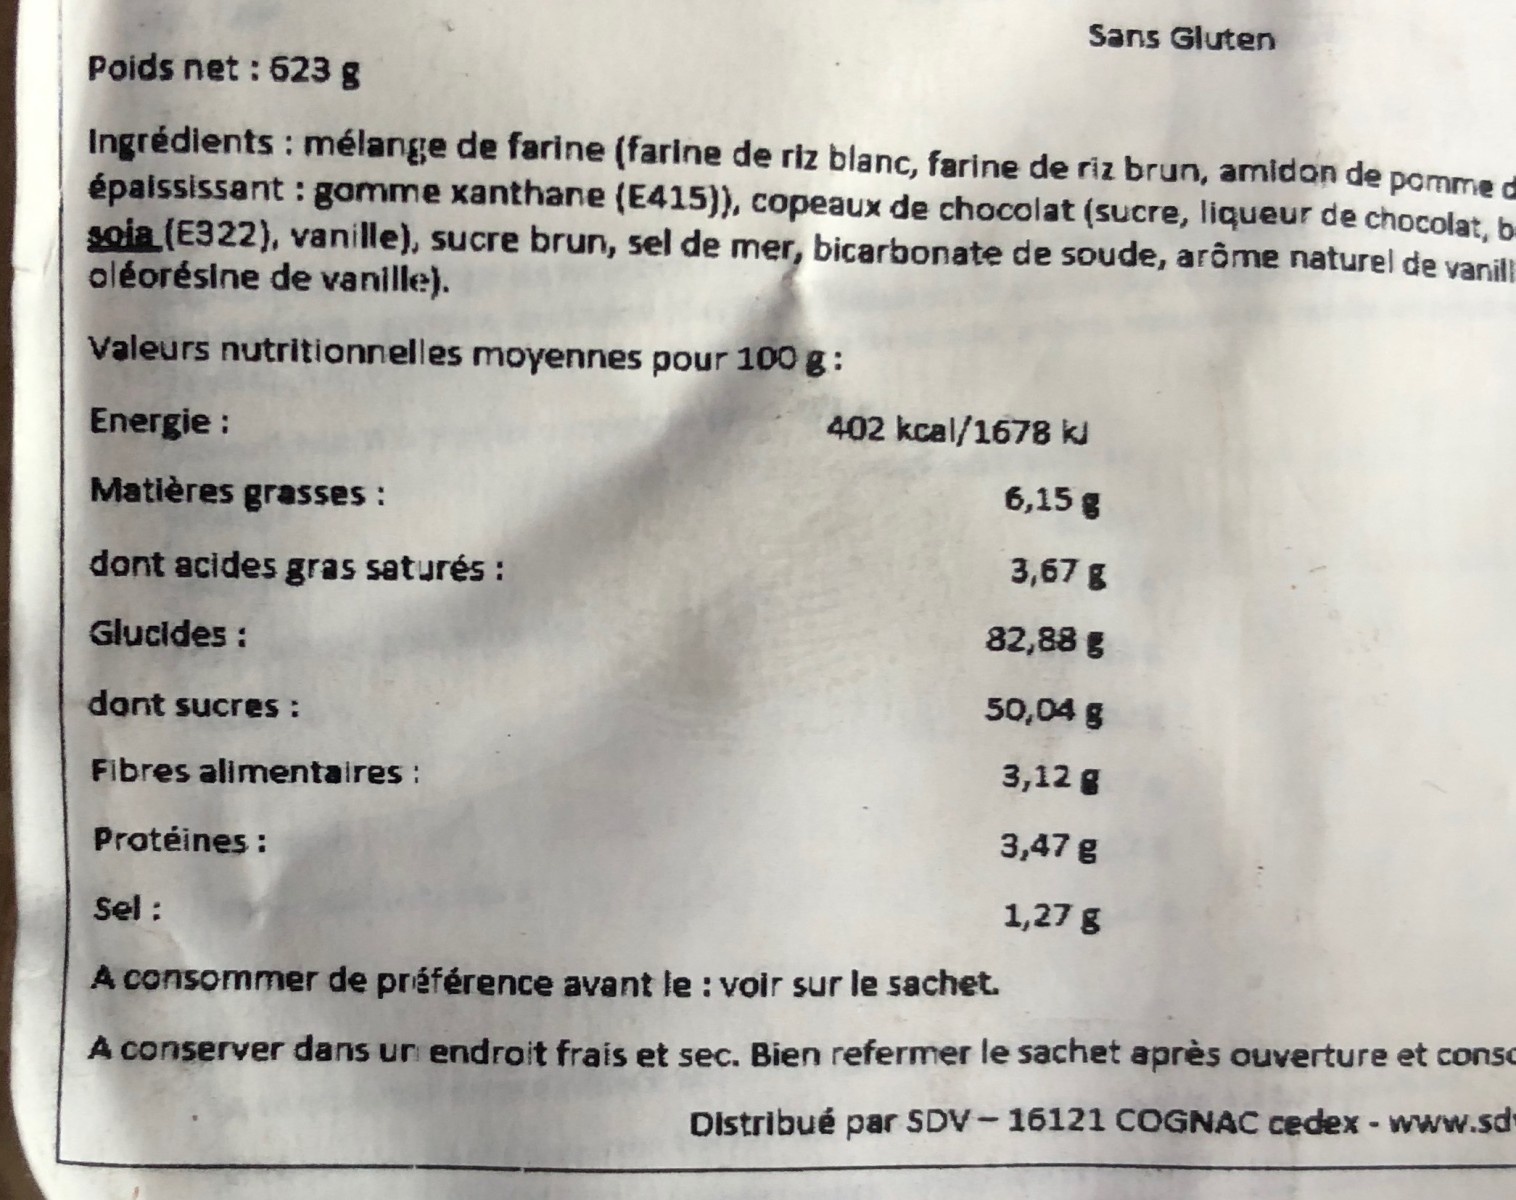 Sans Gluten
Poids net : 623 g
Ingrédients : mélange de farine (farine de riz blanc, farine de riz brun, amidon de pomme d
épaississant : gomme xanthane (E415)), copeaux de chocolat (sucre, liqueur de chocolat, b
soja (E322), vanille), sucre brun, sel de mer, bicarbonate de soude, arôme naturel de vanill
oléorésine de vanille).
Valeurs nutritionnelles moyennes pour 100 g :
Energie : 402 kcal/1678 kJ
Matières grasses : 6,15 g
dont acides gras saturés : 3,67 g
Glucides : 82,88 g
dont sucres : 50,04 g
Fibres alimentaires : 3,12 g
Protéines : 3,47 g
Sel : 1,27 g
A consommer de préférence avant le : voir sur le sachet.
A conserver dans un endroit frais et sec. Bien refermer le sachet après ouverture et conso
Distribué par SDV – 16121 COGNAC cedex - www.sd